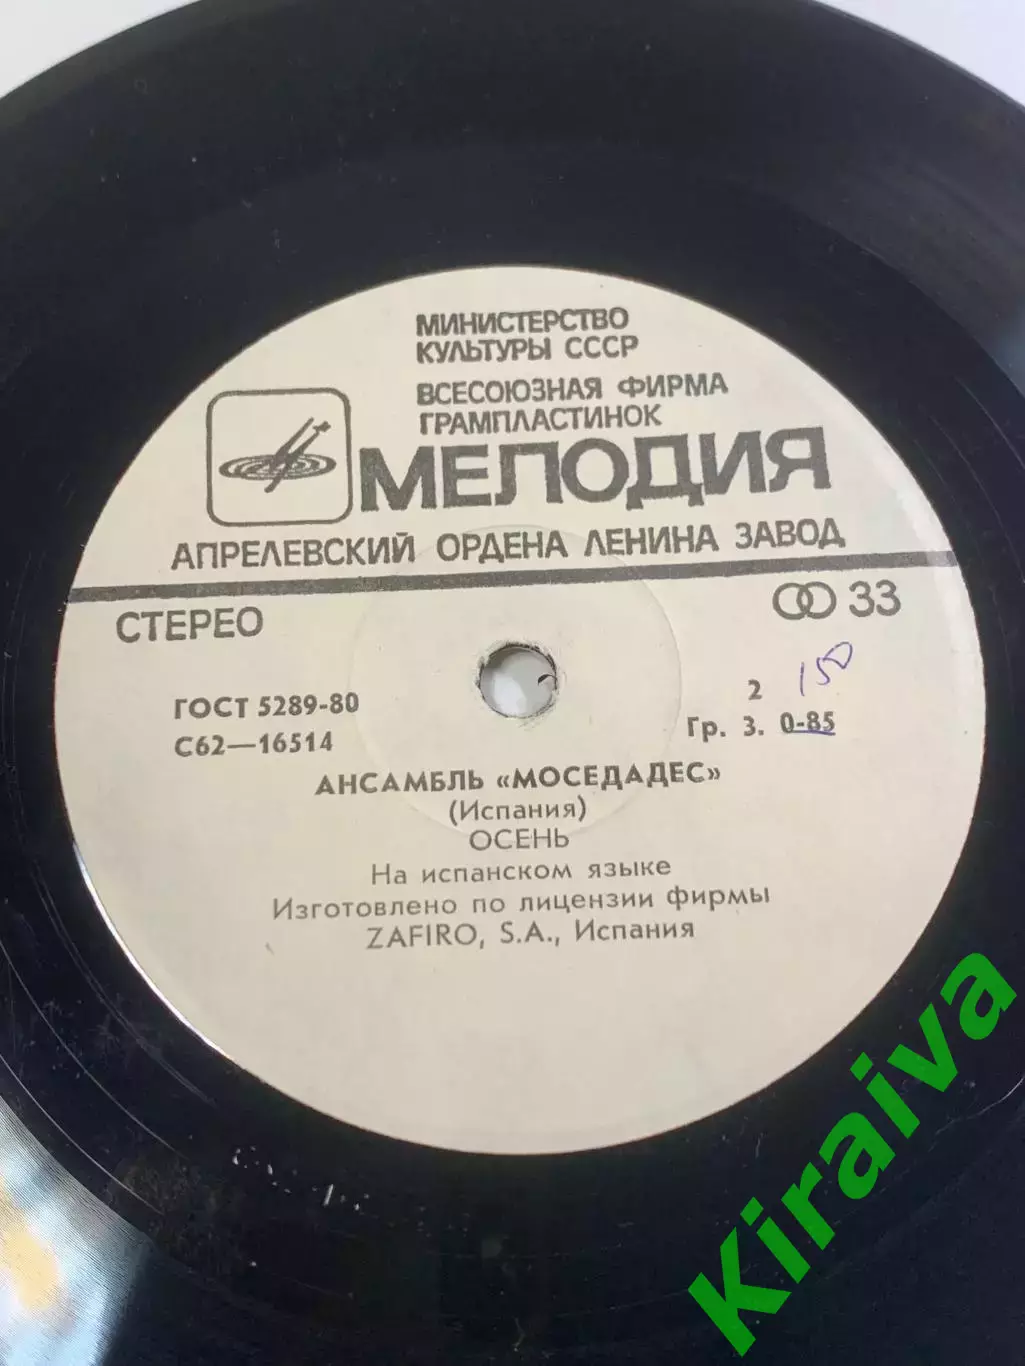 МИНИСТЕРСТВО
КУЛЬТУРЫ СССР
ВСЕСОЮЗНАЯ ФИРМА
ГРАМПЛАСТИНОК
МЕЛОДИЯ
АПРЕЛЕВСКИЙ ОРДЕНА ЛЕНИНА ЗАВОД
СТЕРЕО
33
ГОСТ 5289-80
С62—16514
2 150
Гр. 3. 0-85
АНСАМБЛЬ «МОСЕДАДЕС»
(Испания)
ОСЕНЬ
На испанском языке
Изготовлено по лицензии фирмы
ZAFIRO, S.A., Испания
Kiraiva